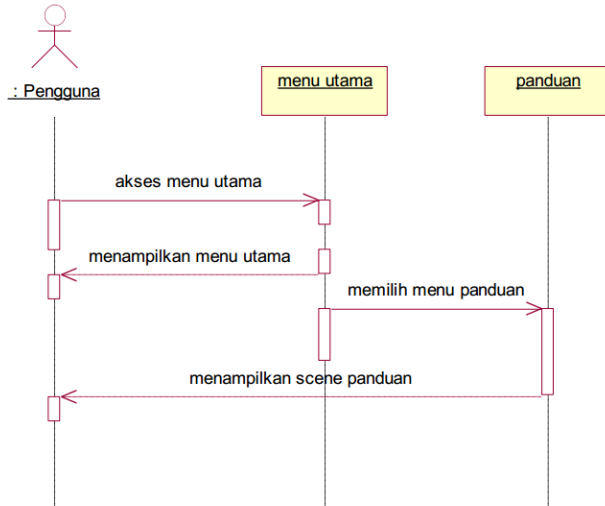 : Pengguna
menu utama
panduan
akses menu utama
menampilkan menu utama
memilih menu panduan
menampilkan scene panduan